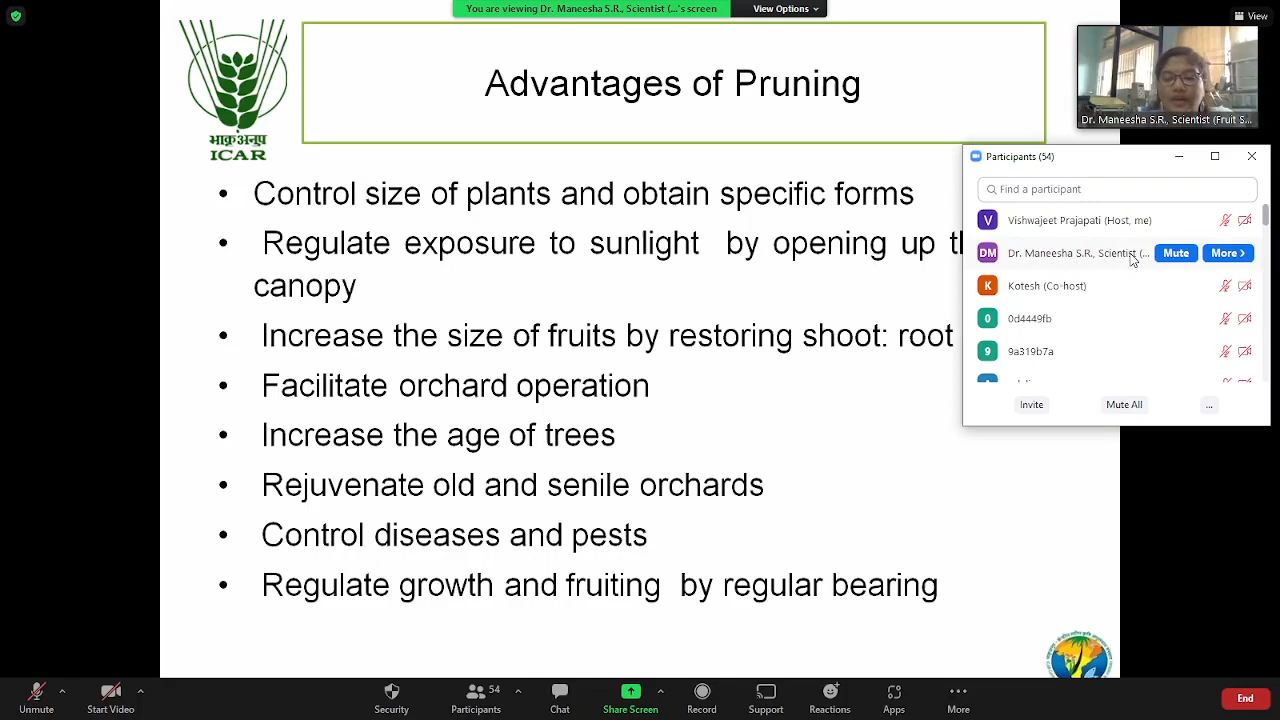 You are viewing Dr. Maneesha S.R., Scientist (...'s screen
View Options
View
Advantages of Pruning
भाकृअनुप
ICAR
Dr. Maneesha S.R., Scientist (Fruit S...
• Control size of plants and obtain specific forms
• Regulate exposure to sunlight by opening up th
canopy
• Increase the size of fruits by restoring shoot: root
• Facilitate orchard operation
• Increase the age of trees
• Rejuvenate old and senile orchards
• Control diseases and pests
• Regulate growth and fruiting by regular bearing
Participants (54)
Find a participant
V Vishwajeet Prajapati (Host, me)
DM Dr. Maneesha S.R., Scientist (... Mute More
K Kotesh (Co-host)
0 0d4449fb
9 9a319b7a
Invite Mute All ...
54
Unmute Start Video Security Participants Chat Share Screen Record Support Reactions Apps More End